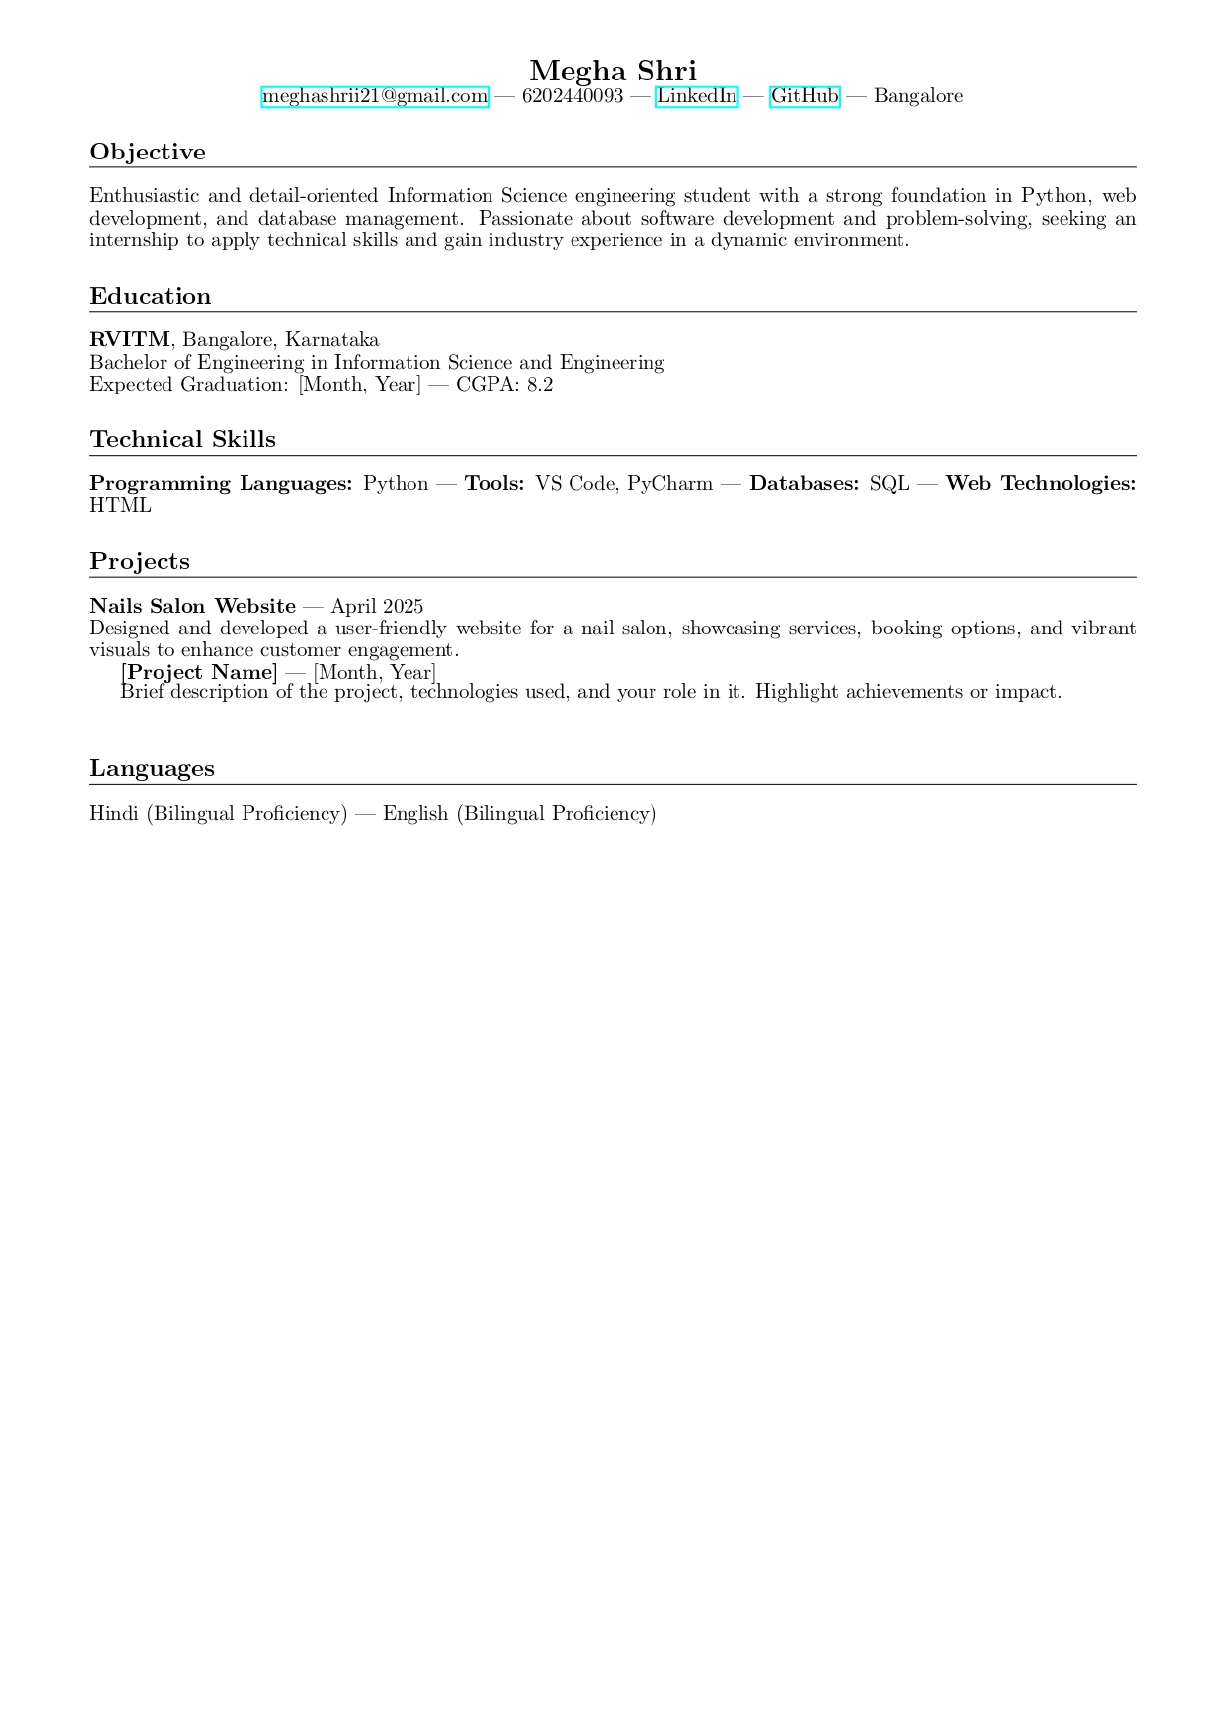 Megha Shri
meghashrii21@gmail.com — 6202440093 — LinkedIn — GitHub — Bangalore
Objective
Enthusiastic and detail-oriented Information Science engineering student with a strong foundation in Python, web
development, and database management. Passionate about software development and problem-solving, seeking an
internship to apply technical skills and gain industry experience in a dynamic environment.
Education
RVITM, Bangalore, Karnataka
Bachelor of Engineering in Information Science and Engineering
Expected Graduation: [Month, Year] — CGPA: 8.2
Technical Skills
Programming Languages: Python — Tools: VS Code, PyCharm — Databases: SQL — Web Technologies:
HTML
Projects
Nails Salon Website — April 2025
Designed and developed a user-friendly website for a nail salon, showcasing services, booking options, and vibrant
visuals to enhance customer engagement.
[Project Name] — [Month, Year]
Brief description of the project, technologies used, and your role in it. Highlight achievements or impact.
Languages
Hindi (Bilingual Proficiency) — English (Bilingual Proficiency)